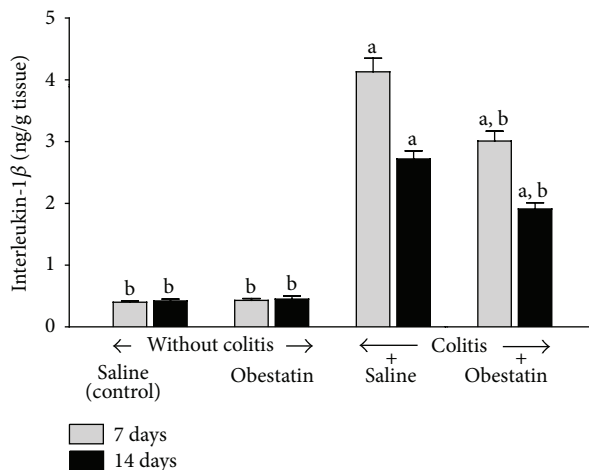 Interleukin-1β (ng/g tissue)
5
4
3
2
1
0
b
b
b
b
a
a
a, b
a, b
← Without colitis →
← Colitis →
Saline
(control)
Obestatin
+
Saline
+
Obestatin
7 days
14 days